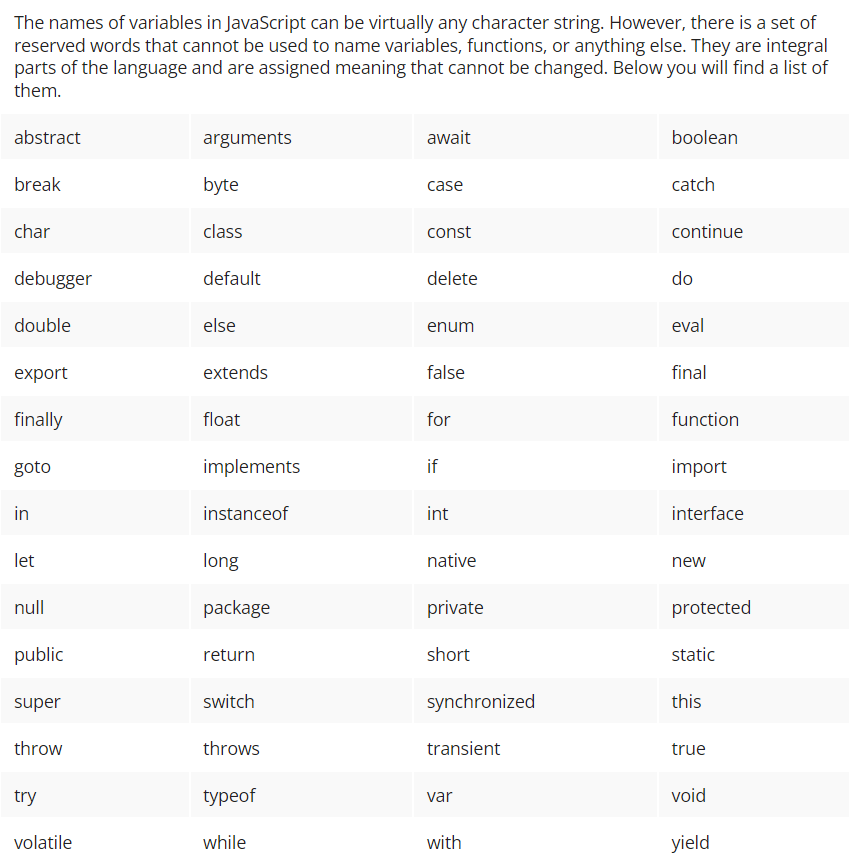 The names of variables in JavaScript can be virtually any character string. However, there is a set of
reserved words that cannot be used to name variables, functions, or anything else. They are integral
parts of the language and are assigned meaning that cannot be changed. Below you will find a list of
them.
abstract arguments await boolean
break byte case catch
char class const continue
debugger default delete do
double else enum eval
export extends false final
finally float for function
goto implements if import
in instanceof int interface
let long native new
null package private protected
public return short static
super switch synchronized this
throw throws transient true
try typeof var void
volatile while with yield